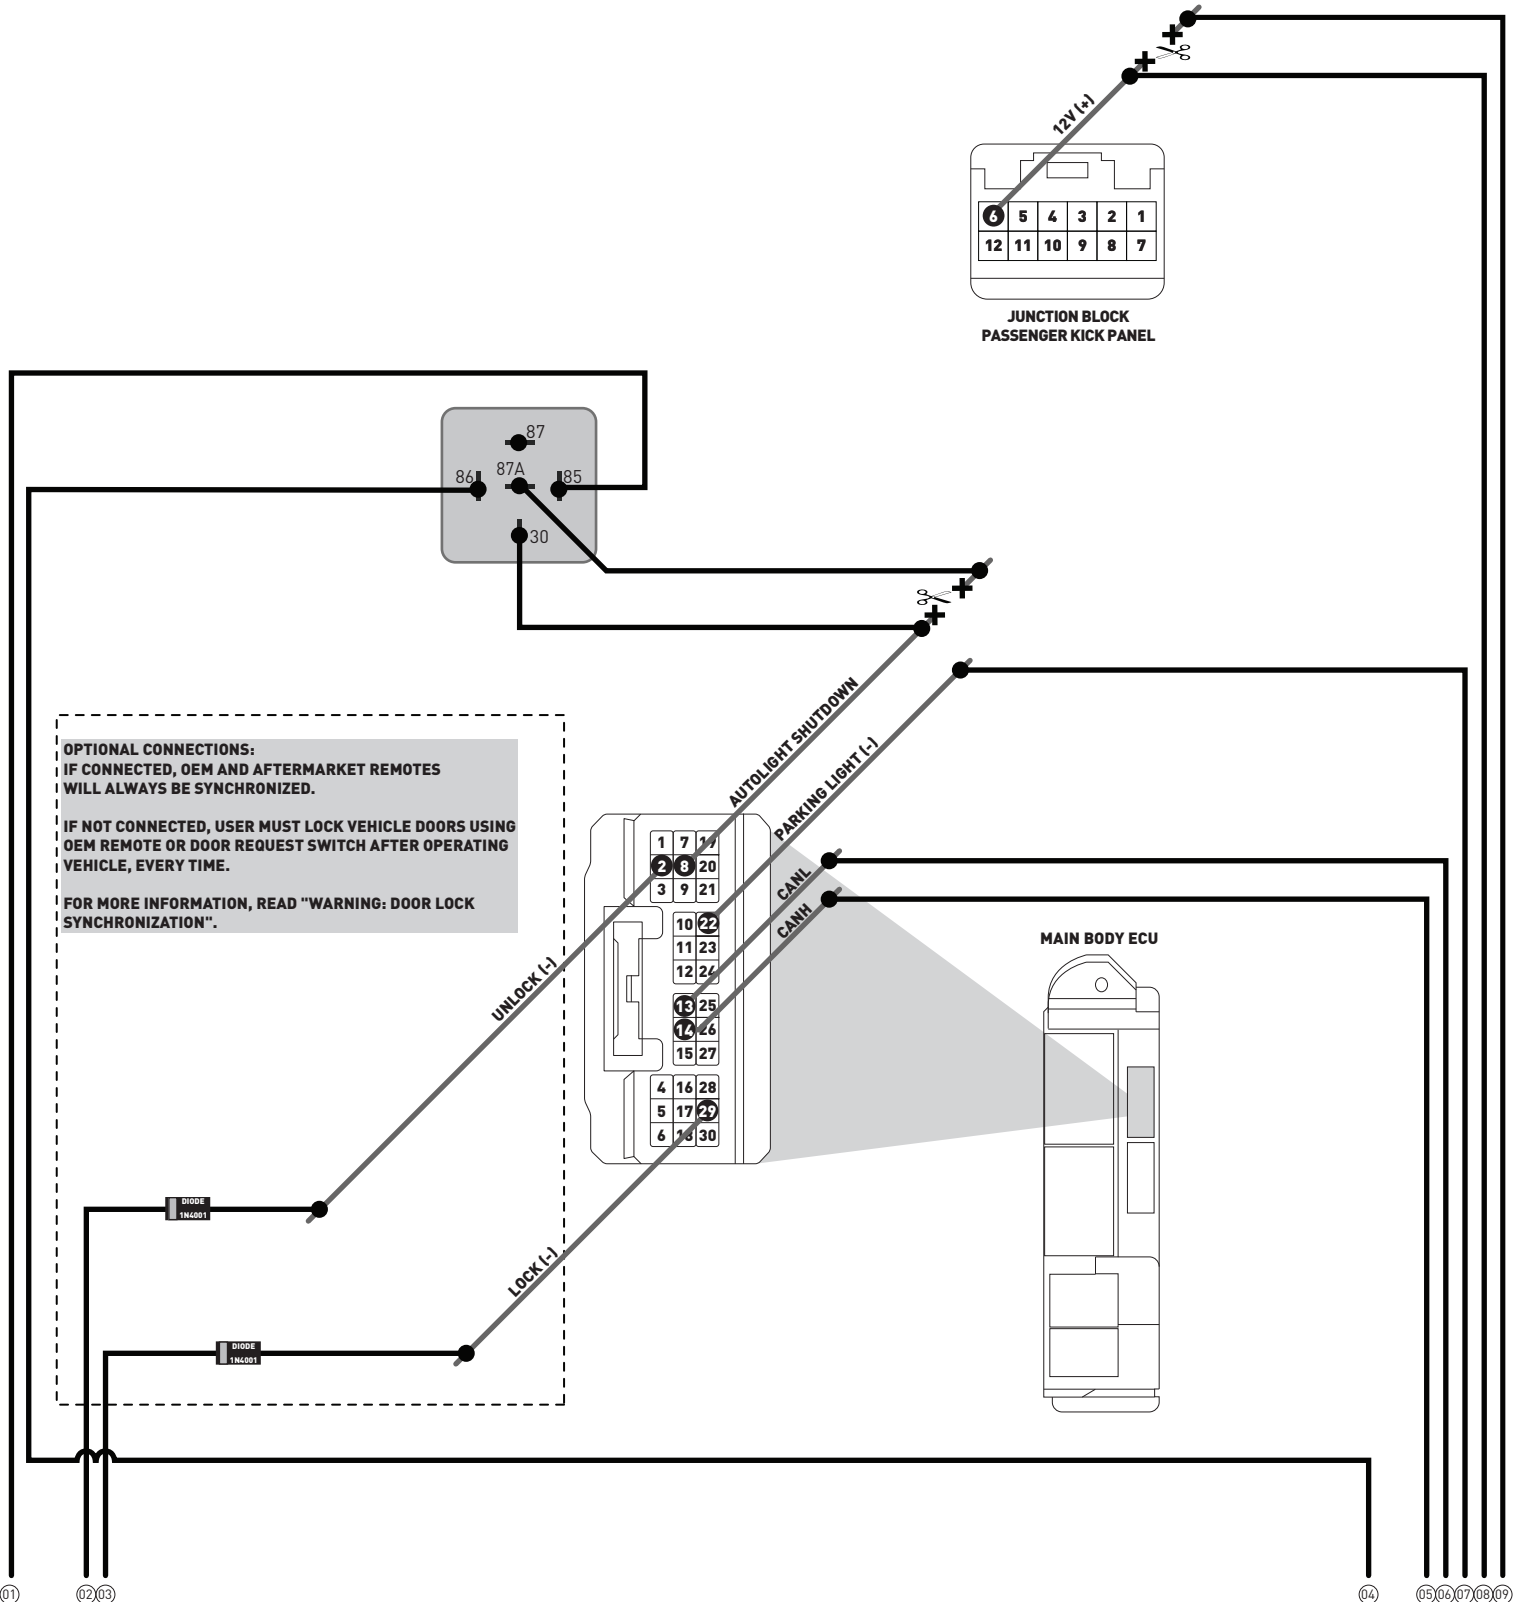 12V (+)
6 5 4 3 2 1
12 11 10 9 8 7
JUNCTION BLOCK
PASSENGER KICK PANEL
87
86
87A
85
30
AUTOLIGHT SHUTDOWN
PARKING LIGHT (-)
OPTIONAL CONNECTIONS:
IF CONNECTED, OEM AND AFTERMARKET REMOTES
WILL ALWAYS BE SYNCHRONIZED.
IF NOT CONNECTED, USER MUST LOCK VEHICLE DOORS USING
OEM REMOTE OR DOOR REQUEST SWITCH AFTER OPERATING
VEHICLE, EVERY TIME.
FOR MORE INFORMATION, READ "WARNING: DOOR LOCK
SYNCHRONIZATION".
1 7 19
2 8 20
3 9 21
10 22
11 23
12 24
13 25
14 26
15 27
4 16 28
5 17 29
6 18 30
CANL
CANH
MAIN BODY ECU
UNLOCK (-)
DIODE
1N4001
LOCK (-)
DIODE
1N4001
01 02 03 04 05 06 07 08 09